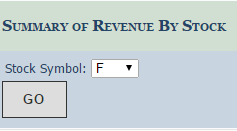 Summary of Revenue By Stock
Stock Symbol: F
GO